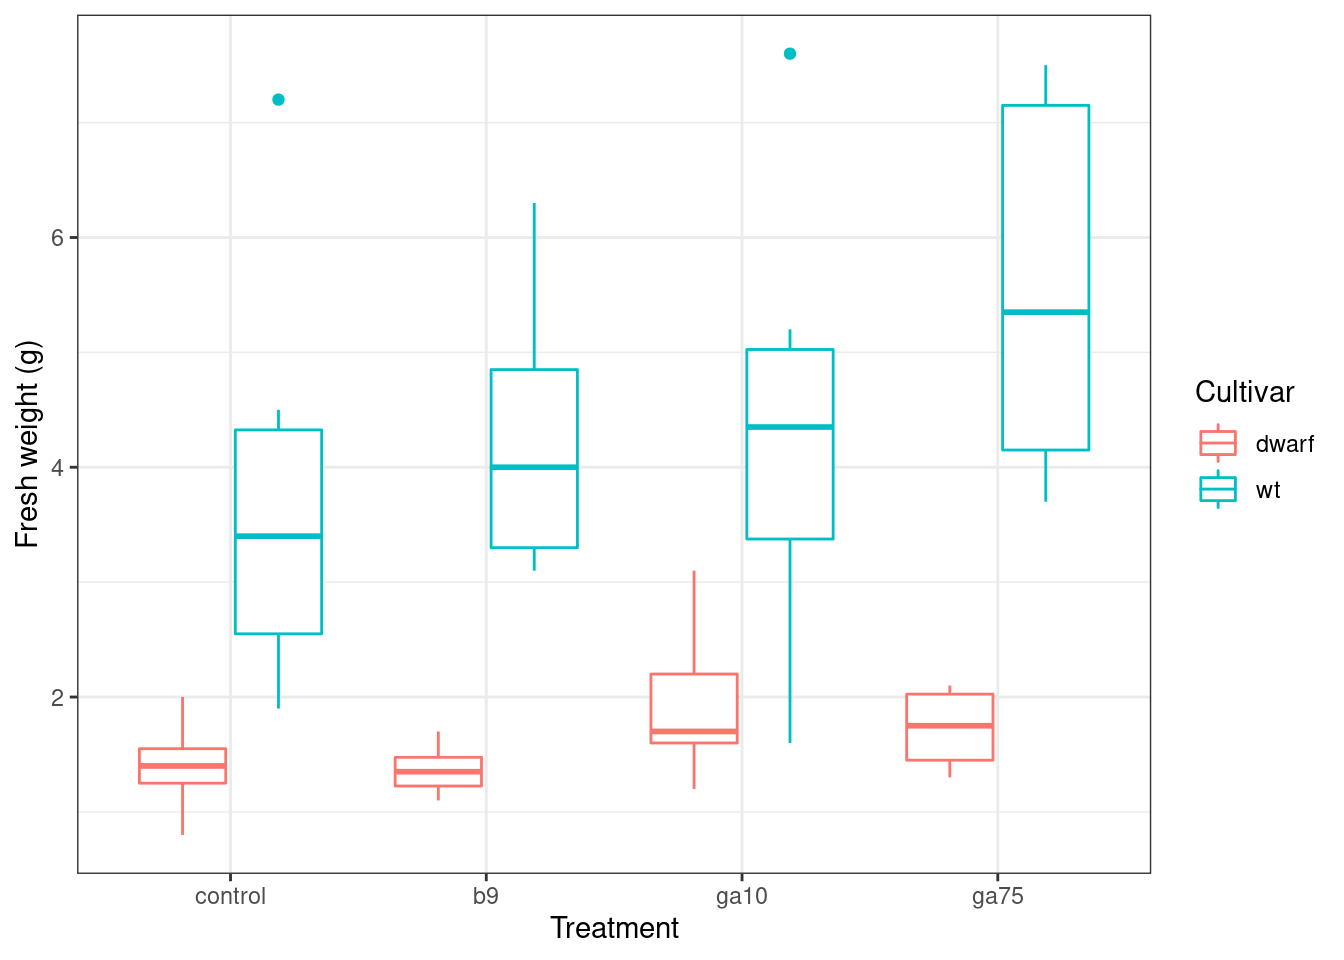 Fresh weight (g)
6
4
2
control b9 ga10 ga75
Treatment
Cultivar
dwarf
wt